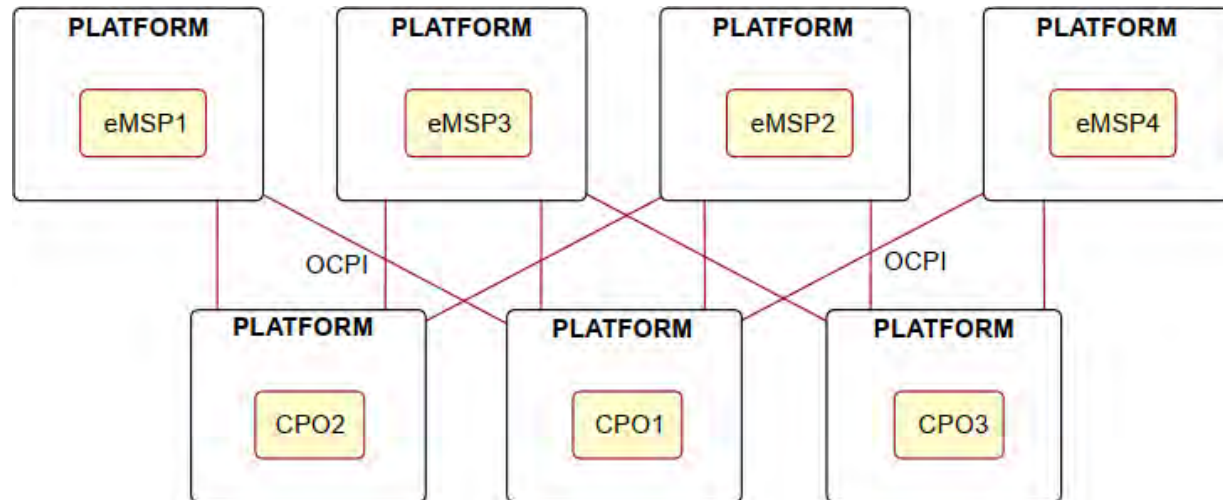 PLATFORM PLATFORM PLATFORM PLATFORM
eMSP1 eMSP3 eMSP2 eMSP4
OCPI OCPI
PLATFORM PLATFORM PLATFORM
CPO2 CPO1 CPO3